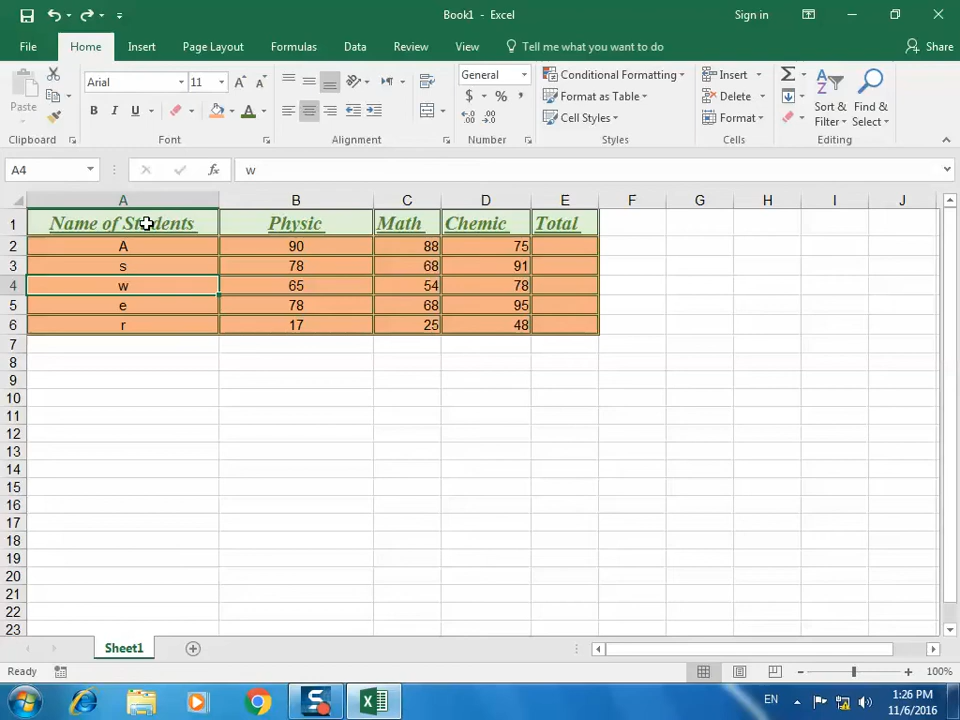 Book1 - Excel
Sign in
File
Home
Insert
Page Layout
Formulas
Data
Review
View
Tell me what you want to do
Share
Paste
Arial
11
B I U
General
$ % ,
Conditional Formatting
Format as Table
Cell Styles
Insert
Delete
Format
Sort & Filter
Find & Select
Clipboard
Font
Alignment
Number
Styles
Cells
Editing
A4
fx
w
A B C D E F G H I J
1 Name of Students Physic Math Chemic Total
2 A 90 88 75
3 s 78 68 91
4 w 65 54 78
5 e 78 68 95
6 r 17 25 48
7
8
9
10
11
12
13
14
15
16
17
18
19
20
21
22
23
Sheet1
Ready
100%
EN
1:26 PM
11/6/2016